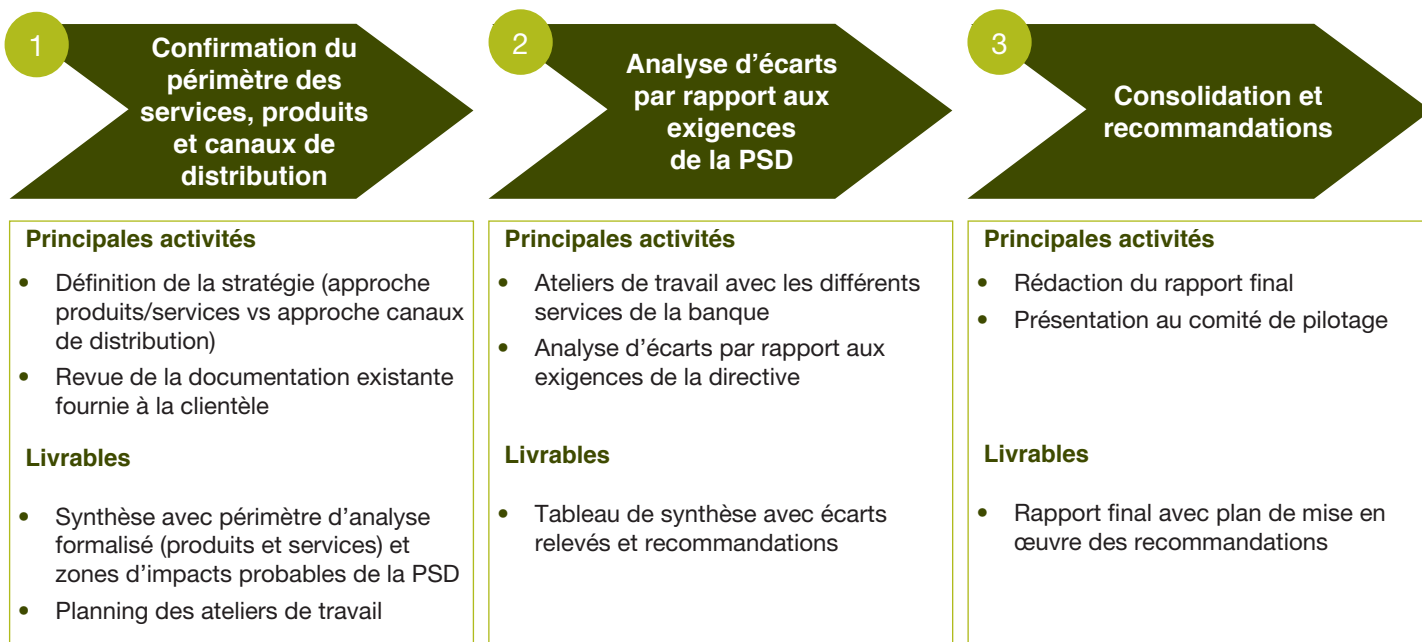 1
Confirmation du
périmètre des
services, produits
et canaux de
distribution
Principales activités
• Définition de la stratégie (approche
produits/services vs approche canaux
de distribution)
• Revue de la documentation existante
fournie à la clientèle
Livrables
• Synthèse avec périmètre d’analyse
formalisé (produits et services) et
zones d’impacts probables de la PSD
• Planning des ateliers de travail
2
Analyse d’écarts
par rapport aux
exigences
de la PSD
Principales activités
• Ateliers de travail avec les différents
services de la banque
• Analyse d’écarts par rapport aux
exigences de la directive
Livrables
• Tableau de synthèse avec écarts
relevés et recommandations
3
Consolidation et
recommandations
Principales activités
• Rédaction du rapport final
• Présentation au comité de pilotage
Livrables
• Rapport final avec plan de mise en
œuvre des recommandations